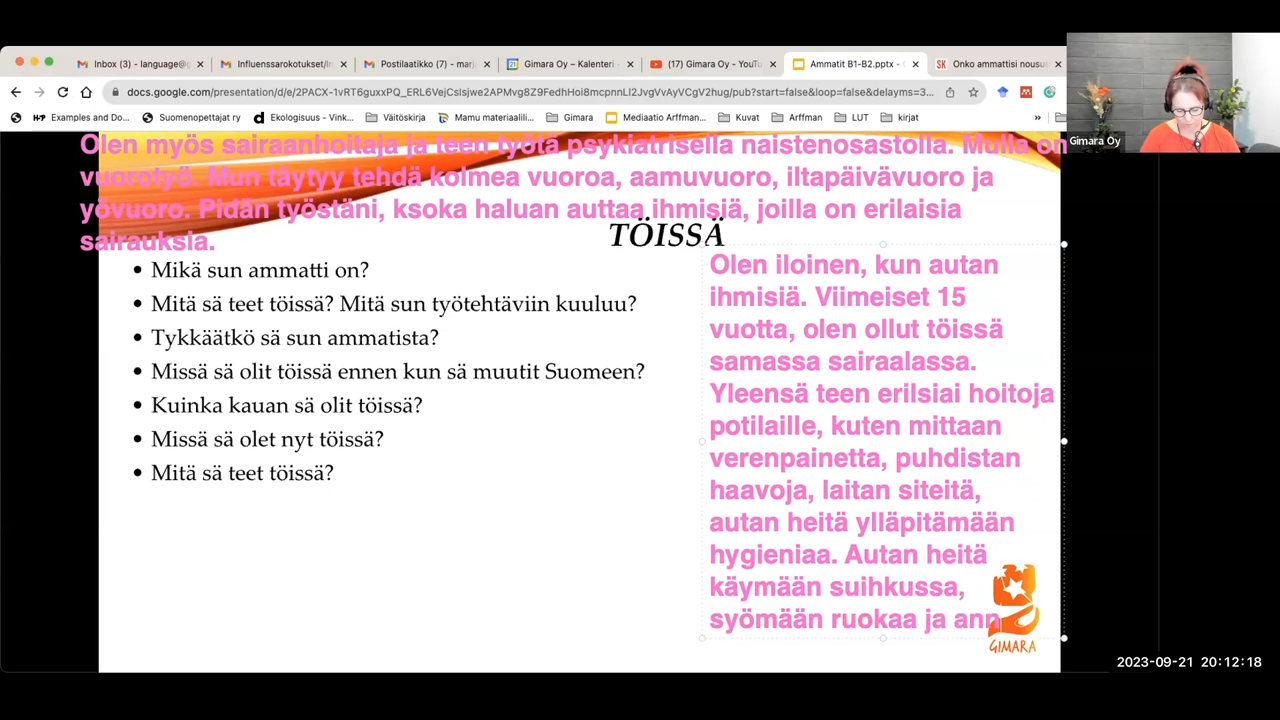 Inbox (3) - language@g
Influenssarokotukset/In
Postilaatikko (7) - marj
Gimara Oy – Kalenteri -
(17) Gimara Oy - YouTu
Ammatit B1-B2.pptx - G
Onko ammattisi nousus
docs.google.com/presentation/d/e/2PACX-1vRT6guxxPQ_ERL6VejCsIsjwe2APMvg8Z9FedhHoi8mcpnnLl2JvgVvAyVCgV2hug/pub?start=false&loop=false&delayms=3...
Examples and Do...
Suomenopettajat ry
Ekologisuus - Vink...
Väitöskirja
Mamu materiaalil...
Gimara
Mediaatio Arffman...
Kuvat
Arffman
LUT
kirjat
»
Gimara Oy
Olen myös sairaanhoitaja ja teen työtä psykiatrisella naistenosastolla. Mulla on
vuorotyö. Mun täytyy tehdä kolmea vuoroa, aamuvuoro, iltapäivävuoro ja
yövuoro. Pidän työstäni, ksoka haluan auttaa ihmisiä, joilla on erilaisia
sairauksia.
TÖISSÄ
• Mikä sun ammatti on?
• Mitä sä teet töissä? Mitä sun työtehtäviin kuuluu?
• Tykkäätkö sä sun ammatista?
• Missä sä olit töissä ennen kun sä muutit Suomeen?
• Kuinka kauan sä olit töissä?
• Missä sä olet nyt töissä?
• Mitä sä teet töissä?
Olen iloinen, kun autan
ihmisiä. Viimeiset 15
vuotta, olen ollut töissä
samassa sairaalassa.
Yleensä teen erilsiai hoitoja
potilaille, kuten mittaan
verenpainetta, puhdistan
haavoja, laitan siteitä,
autan heitä ylläpitämään
hygieniaa. Autan heitä
käymään suihkussa,
syömään ruokaa ja ann
GIMARA
2023-09-21 20:12:18